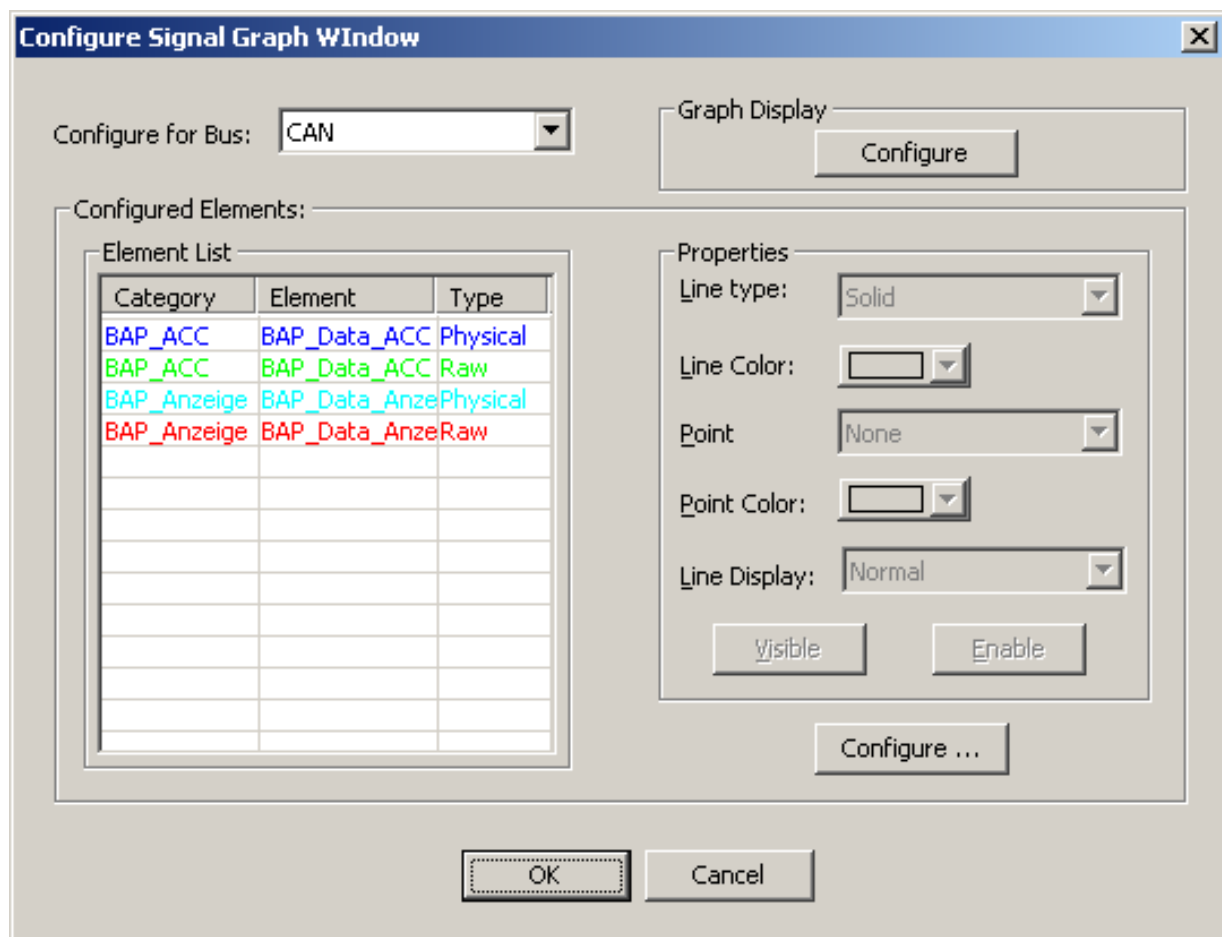 Configure Signal Graph WIndow
Configure for Bus: CAN
Graph Display
Configure
Configured Elements:
Element List
Category Element Type
BAP_ACC BAP_Data_ACC Physical
BAP_ACC BAP_Data_ACC Raw
BAP_Anzeige BAP_Data_Anze Physical
BAP_Anzeige BAP_Data_Anze Raw
Properties
Line type: Solid
Line Color:
Point None
Point Color:
Line Display: Normal
Visible Enable
Configure ...
OK Cancel